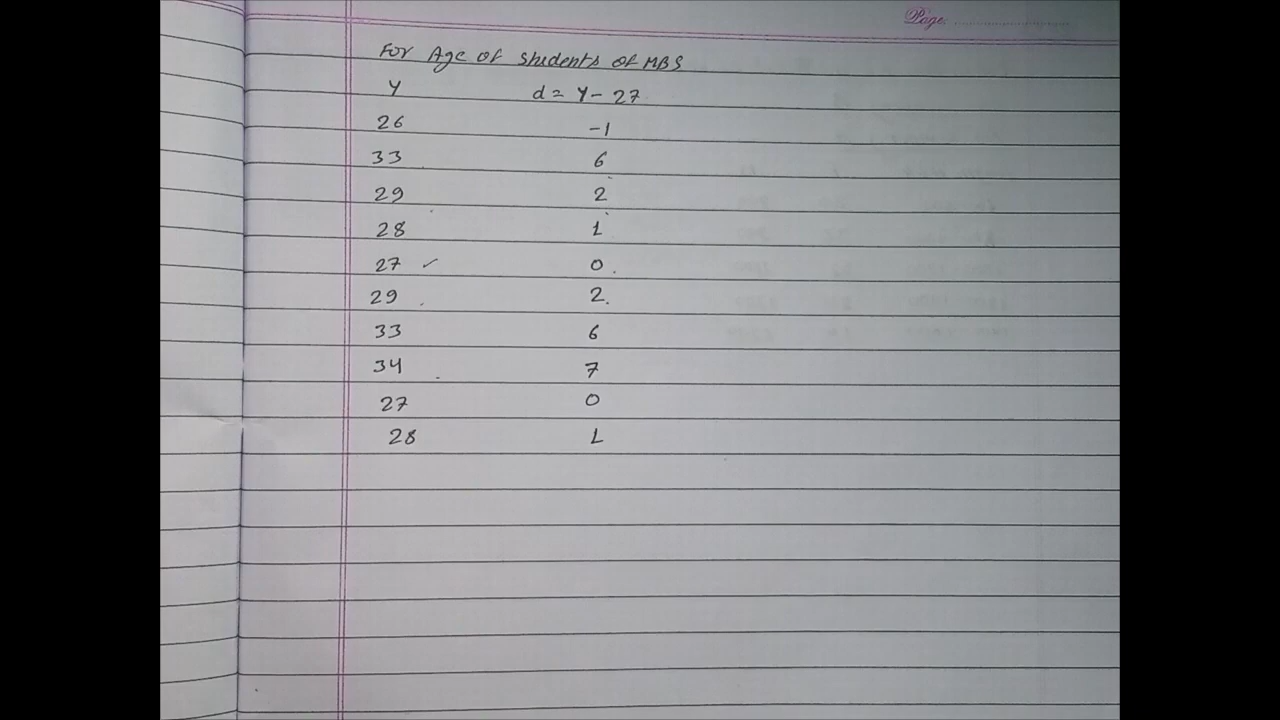 Page:
For Age of students of MBS
Y d = Y - 27
26 -1
33 6
29 2
28 1
27 ✓ 0
29 2
33 6
34 7
27 0
28 1